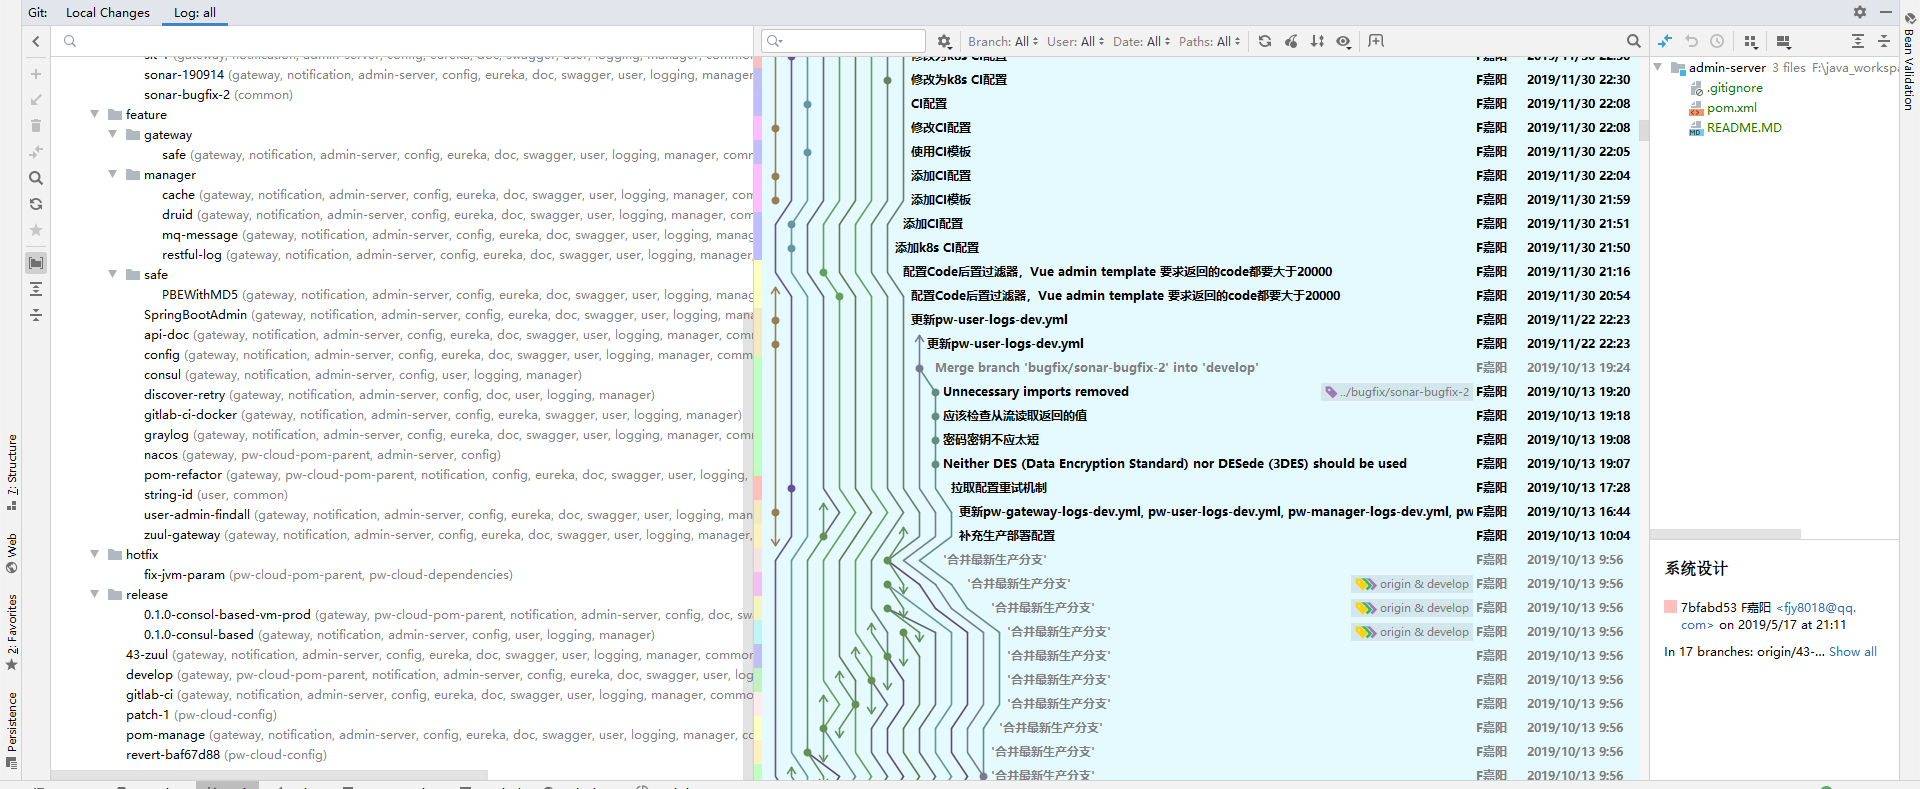 Git: Local Changes Log: all
Branch: All User: All Date: All Paths: All
sonar-190914 (gateway, notification, admin-server, config, eureka, doc, swagger, user, logging, manager,
sonar-bugfix-2 (common)
feature
gateway
safe (gateway, notification, admin-server, config, eureka, doc, swagger, user, logging, manager, comm
manager
cache (gateway, notification, admin-server, config, eureka, doc, swagger, user, logging, manager, com
druid (gateway, notification, admin-server, config, eureka, doc, swagger, user, logging, manager, com
mq-message (gateway, notification, admin-server, config, eureka, doc, swagger, user, logging, mana
restful-log (gateway, notification, admin-server, config, eureka, doc, swagger, user, logging, manage
safe
PBEWithMD5 (gateway, notification, admin-server, config, eureka, doc, swagger, user, logging, mana
SpringBootAdmin (gateway, notification, admin-server, config, eureka, doc, swagger, user, logging, man
api-doc (gateway, notification, admin-server, config, eureka, doc, swagger, user, logging, manager, com
config (gateway, notification, admin-server, config, eureka, doc, swagger, user, logging, manager, comm
consul (gateway, notification, admin-server, config, user, logging, manager)
discover-retry (gateway, notification, admin-server, config, eureka, doc, user, logging, manager)
gitlab-ci-docker (gateway, notification, admin-server, config, eureka, doc, swagger, user, logging, manager)
graylog (gateway, notification, admin-server, config, eureka, doc, swagger, user, logging, manager, com
nacos (gateway, pw-cloud-pom-parent, admin-server, config)
pom-refactor (gateway, pw-cloud-pom-parent, notification, admin-server, config, eureka, doc, swagger,
string-id (user, common)
user-admin-findall (gateway, notification, admin-server, config, eureka, doc, swagger, user, logging, man
zuul-gateway (gateway, notification, admin-server, config, eureka, doc, swagger, user, logging, manage
hotfix
fix-jvm-param (pw-cloud-pom-parent, pw-cloud-dependencies)
release
0.1.0-consol-based-vm-prod (gateway, pw-cloud-pom-parent, notification, admin-server, config, doc, sw
0.1.0-consul-based (gateway, notification, admin-server, config, user, logging, manager)
43-zuul (gateway, notification, admin-server, config, eureka, doc, swagger, user, logging, manager, common
develop (gateway, pw-cloud-pom-parent, notification, admin-server, config, eureka, doc, swagger, user, log
gitlab-ci (gateway, notification, admin-server, config, eureka, doc, swagger, user, logging, manager, commo
patch-1 (pw-cloud-config)
pom-manage (gateway, notification, admin-server, config, eureka, doc, swagger, user, logging, manager, co
revert-baf67d88 (pw-cloud-config)
修改为k8s CI配置 F嘉阳 2019/11/30 22:30
修改为k8s CI配置 F嘉阳 2019/11/30 22:30
CI配置 F嘉阳 2019/11/30 22:08
修改CI配置 F嘉阳 2019/11/30 22:08
使用CI模板 F嘉阳 2019/11/30 22:05
添加CI配置 F嘉阳 2019/11/30 22:04
添加CI模板 F嘉阳 2019/11/30 21:59
添加CI配置 F嘉阳 2019/11/30 21:51
添加k8s CI配置 F嘉阳 2019/11/30 21:50
配置Code后置过滤器，Vue admin template 要求返回的code都要大于20000 F嘉阳 2019/11/30 21:16
配置Code后置过滤器，Vue admin template 要求返回的code都要大于20000 F嘉阳 2019/11/30 20:54
更新pw-user-logs-dev.yml F嘉阳 2019/11/22 22:23
更新pw-user-logs-dev.yml F嘉阳 2019/11/22 22:23
Merge branch 'bugfix/sonar-bugfix-2' into 'develop' F嘉阳 2019/10/13 19:24
Unnecessary imports removed ../bugfix/sonar-bugfix-2 F嘉阳 2019/10/13 19:20
应该检查从流读取返回的值 F嘉阳 2019/10/13 19:18
密码密钥不应太短 F嘉阳 2019/10/13 19:08
Neither DES (Data Encryption Standard) nor DESede (3DES) should be used F嘉阳 2019/10/13 19:07
拉取配置重试机制 F嘉阳 2019/10/13 17:28
更新pw-gateway-logs-dev.yml, pw-user-logs-dev.yml, pw-manager-logs-dev.yml, pw F嘉阳 2019/10/13 16:44
补充生产部署配置 F嘉阳 2019/10/13 10:04
'合并最新生产分支' F嘉阳 2019/10/13 9:56
'合并最新生产分支' origin & develop F嘉阳 2019/10/13 9:56
'合并最新生产分支' origin & develop F嘉阳 2019/10/13 9:56
'合并最新生产分支' origin & develop F嘉阳 2019/10/13 9:56
'合并最新生产分支' F嘉阳 2019/10/13 9:56
'合并最新生产分支' F嘉阳 2019/10/13 9:56
'合并最新生产分支' F嘉阳 2019/10/13 9:56
'合并最新生产分支' F嘉阳 2019/10/13 9:56
'合并最新生产分支' F嘉阳 2019/10/13 9:56
'合并最新生产分支' F嘉阳 2019/10/13 9:56
admin-server 3 files F:\java_workspa
.gitignore
pom.xml
README.MD
系统设计
7bfabd53 F嘉阳 <fjy8018@qq.
com> on 2019/5/17 at 21:11
In 17 branches: origin/43-... Show all
Bean Validation
7: Structure
Web
2: Favorites
Persistence